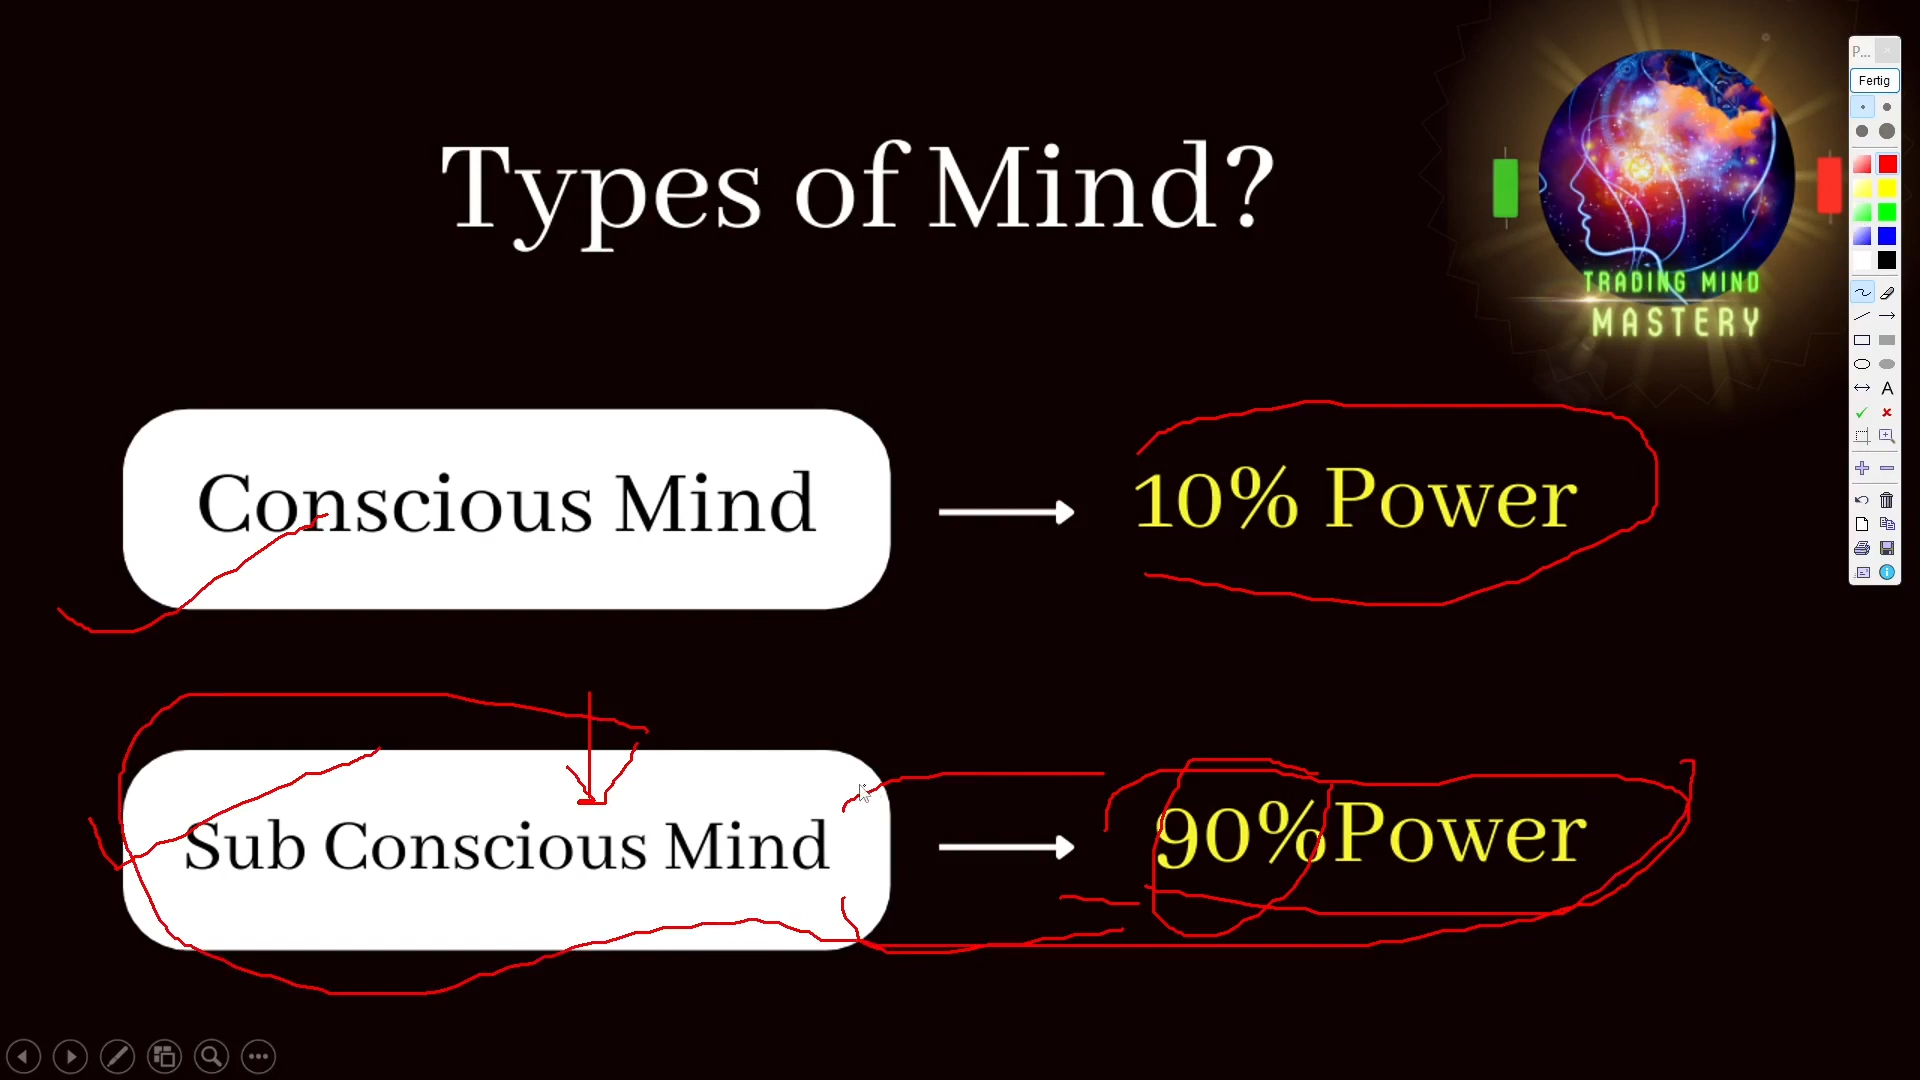 Types of Mind?
TRADING MIND
MASTERY
P...
Fertig
A
Conscious Mind
10% Power
Sub Conscious Mind
90%Power